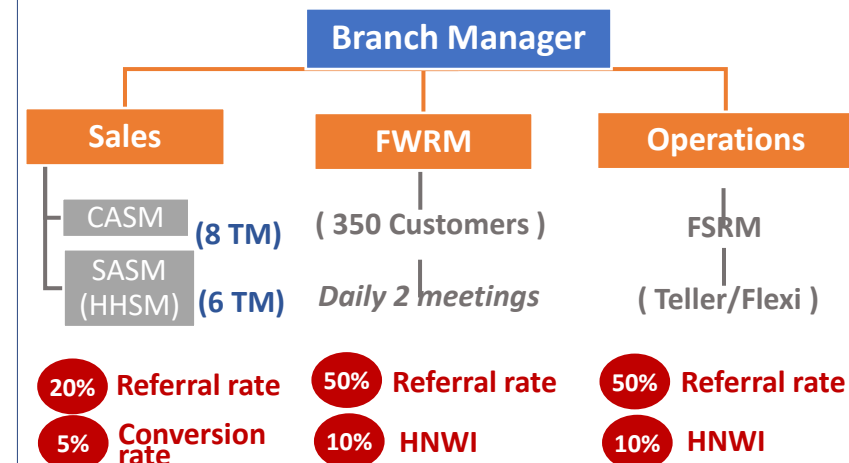 Branch Manager
Sales
FWRM
Operations
CASM
(8 TM)
SASM
(HHSM)
(6 TM)
( 350 Customers )
Daily 2 meetings
FSRM
( Teller/Flexi )
20% Referral rate
5% Conversion
rate
50% Referral rate
10% HNWI
50% Referral rate
10% HNWI